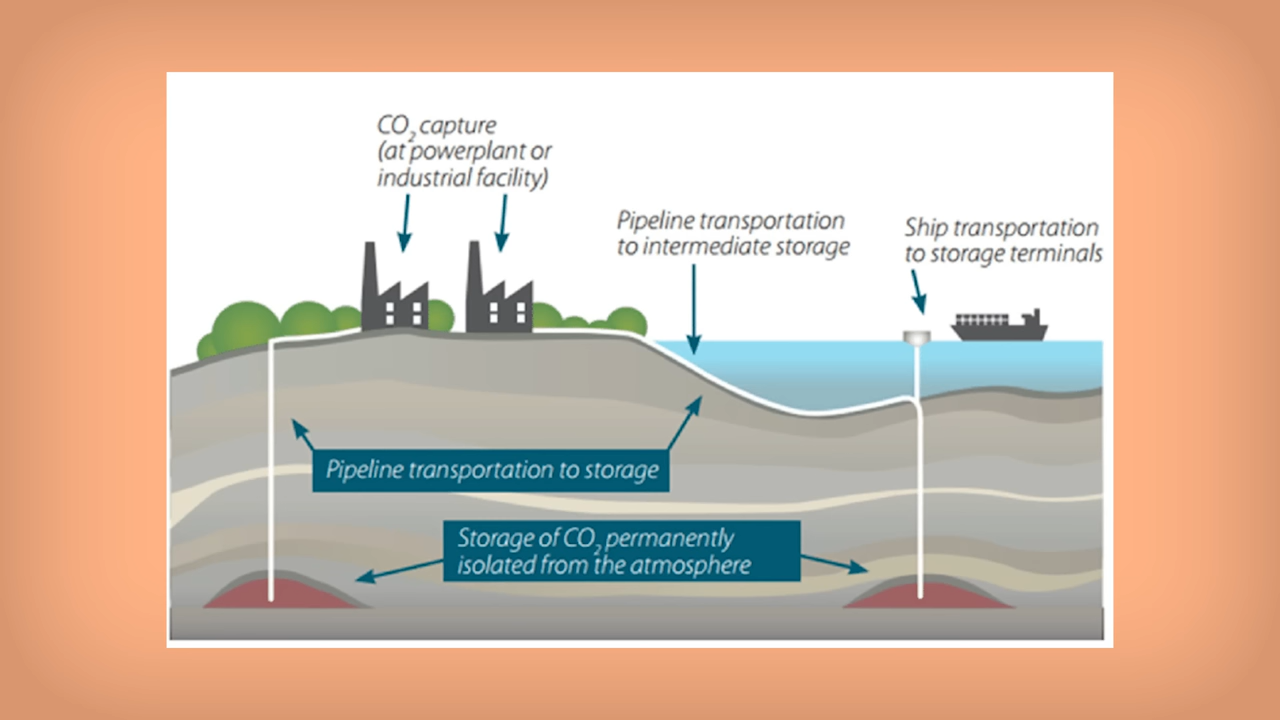 CO₂ capture
(at powerplant or
industrial facility)
Pipeline transportation
to intermediate storage
Ship transportation
to storage terminals
Pipeline transportation to storage
Storage of CO₂ permanently
isolated from the atmosphere